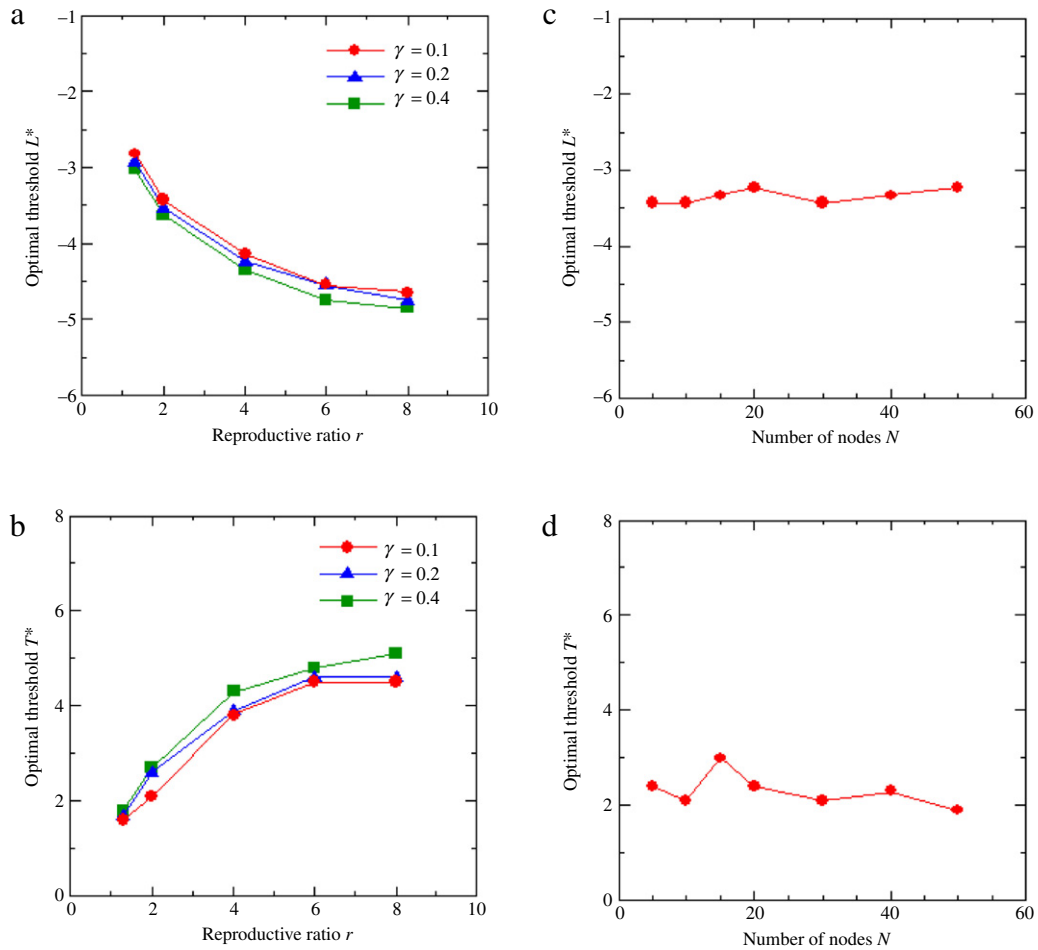 a
–1
–2
–3
–4
–5
–6
Optimal threshold L*
γ = 0.1
γ = 0.2
γ = 0.4
0 2 4 6 8 10
Reproductive ratio r
c
–1
–2
–3
–4
–5
–6
Optimal threshold L*
0 20 40 60
Number of nodes N
b
8
6
4
2
0
Optimal threshold T*
γ = 0.1
γ = 0.2
γ = 0.4
0 2 4 6 8 10
Reproductive ratio r
d
8
6
4
2
0
Optimal threshold T*
0 20 40 60
Number of nodes N